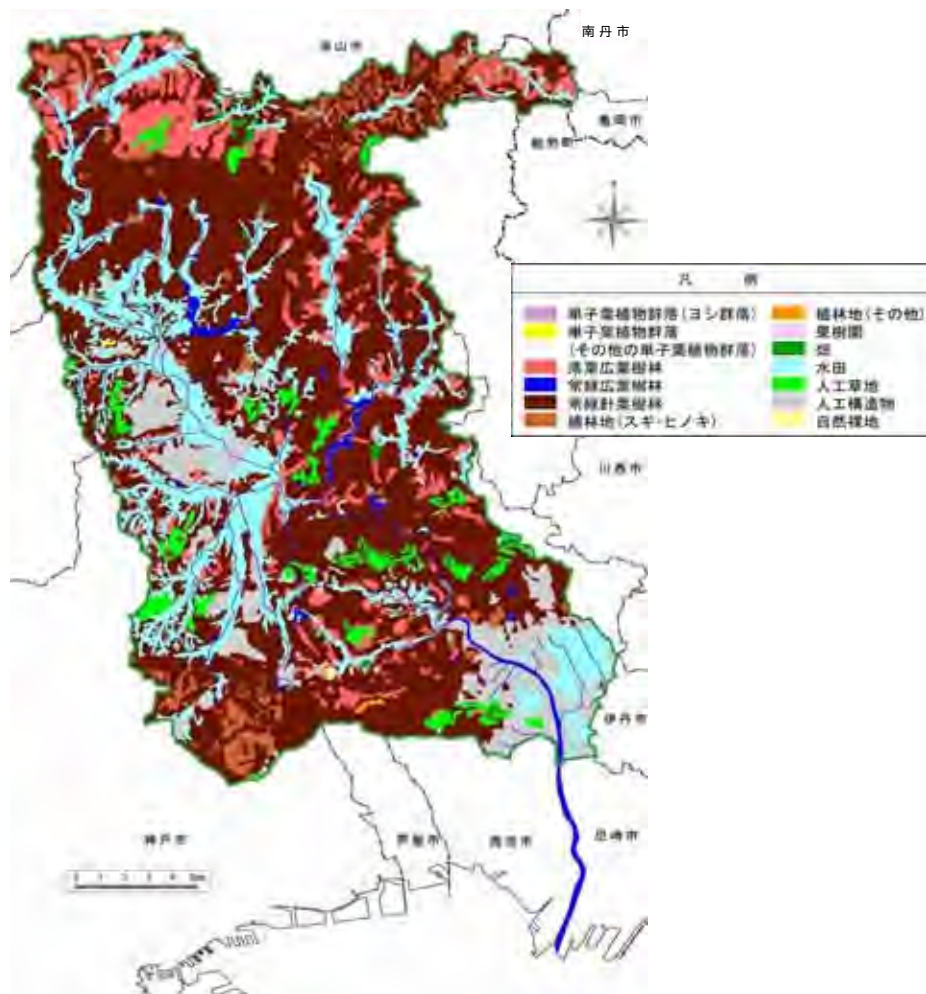 南丹市
篠山市
亀岡市
能勢町
凡 例
単子葉植物群落(ヨシ群落)
単子葉植物群落
(その他の単子葉植物群落)
落葉広葉樹林
常緑広葉樹林
常緑針葉樹林
植林地(スギ・ヒノキ)
植林地(その他)
果樹園
畑
水田
人工草地
人工構造物
自然裸地
川西市
伊丹市
神戸市
芦屋市
西宮市
尼崎市